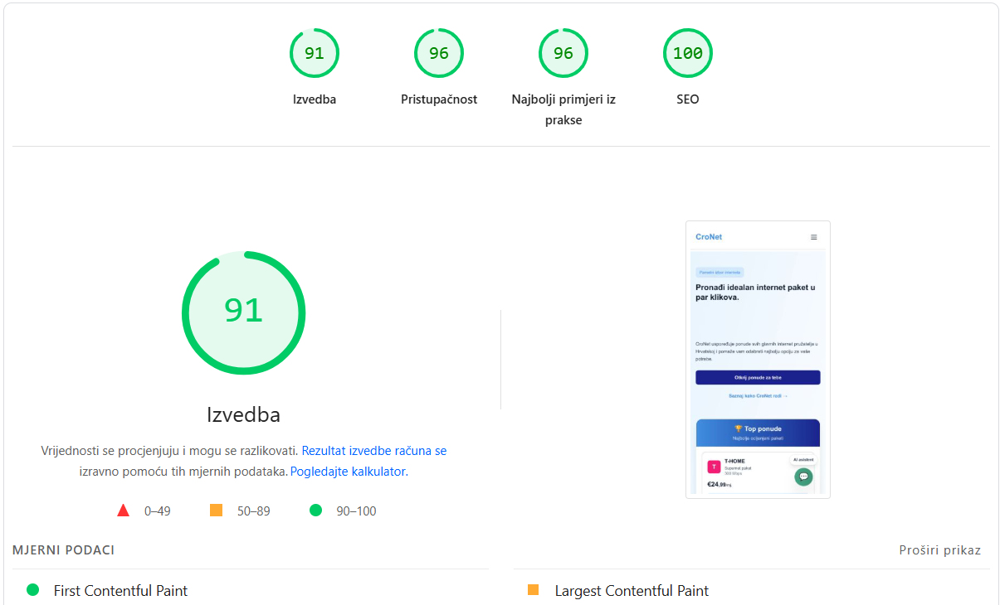 91
96
96
100
Izvedba
Pristupačnost
Najbolji primjeri iz
prakse
SEO
91
Izvedba
Vrijednosti se procjenjuju i mogu se razlikovati. Rezultat izvedbe računa se
izravno pomoću tih mjernih podataka. Pogledajte kalkulator.
0–49
50–89
90–100
CroNet
Pronađi idealan internet paket u
par klikova.
CroNet uspoređuje ponude svih glavnih internet pružatelja u
Hrvatskoj i pomaže vam odabrati najbolju opciju za vaše
potrebe.
Otkrij ponude za tebe
Saznaj kako CroNet radi →
Top ponude
Najbolje ocijenjeni paketi
T
T-HOME
300 Mbps
€24,99/mj.
AI asistent
MJERNI PODACI
Proširi prikaz
First Contentful Paint
Largest Contentful Paint